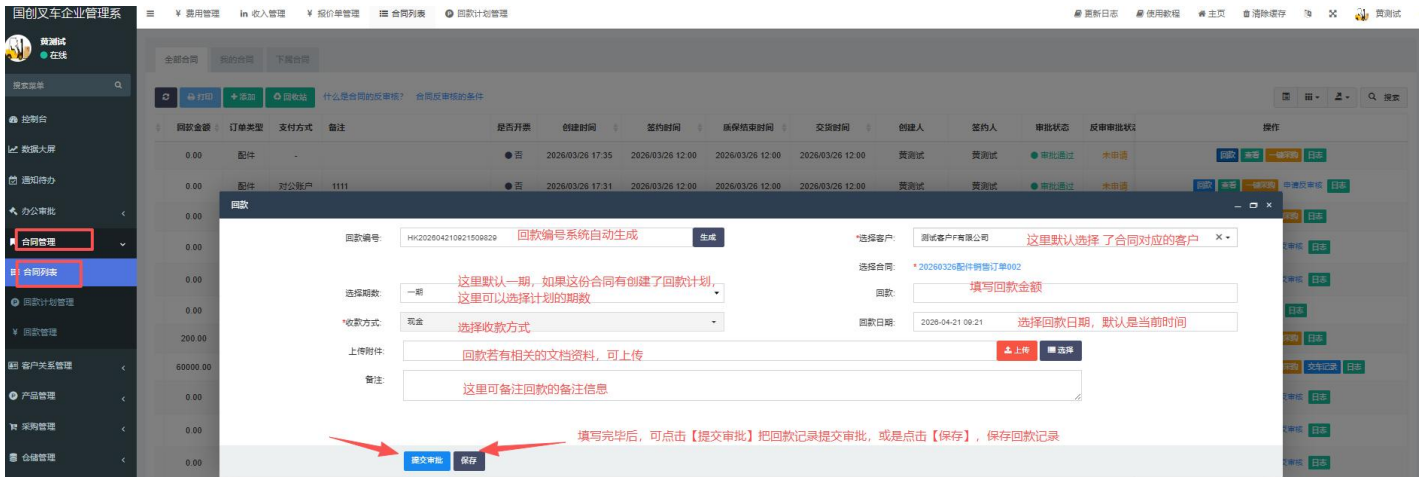 国创叉车企业管理系
¥ 费用管理
in 收入管理
¥ 报价单管理
合同列表
回款计划管理
更新日志
使用教程
主页
清除缓存
黄测试
黄测试
在线
搜索菜单
控制台
数据大屏
通知待办
办公审批
合同管理
合同列表
回款计划管理
¥ 回款管理
客户关系管理
产品管理
采购管理
仓储管理
全部合同 我的合同 下属合同
打印 +添加 回收站 什么是合同的反审核? 合同反审核的条件
搜索
回款金额 订单类型 支付方式 备注 是否开票 创建时间 签约时间 质保结束时间 交货时间 创建人 签约人 审批状态 反审审批状态 操作
0.00 配件 - 否 2026/03/26 17:35 2026/03/26 12:00 2026/03/26 12:00 2026/03/26 12:00 黄测试 黄测试 审批通过 未申请 回款 查看 一键采购 日志
0.00 配件 对公账户 1111 否 2026/03/26 17:31 2026/03/26 12:00 2026/03/26 12:00 2026/03/26 12:00 黄测试 黄测试 审批通过 未申请 回款 查看 一键采购 申请反审核 日志
0.00 日志
0.00 日志
0.00 日志
0.00 日志
200.00 日志
60000.00 交车记录 日志
0.00 日志
0.00 日志
0.00 日志
回款
回款编号: HK202604210921509829 回款编号系统自动生成 生成
*选择客户: 测试客户F有限公司 这里默认选择 了合同对应的客户
选择合同: * 20260326配件销售订单002
选择期数: 一期 这里默认一期，如果这份合同有创建了回款计划，
这里可以选择计划的期数
回款: 填写回款金额
*收款方式: 现金 选择收款方式
回款日期: 2026-04-21 09:21 选择回款日期，默认是当前时间
上传附件: 回款若有相关的文档资料，可上传 上传 选择
备注: 这里可备注回款的备注信息
填写完毕后，可点击【提交审批】把回款记录提交审批，或是点击【保存】，保存回款记录
提交审批 保存